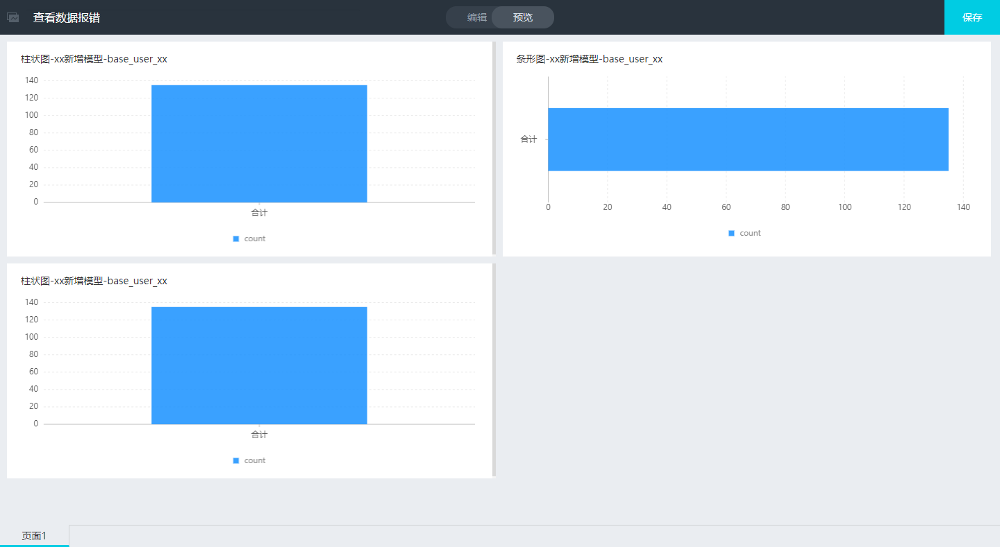 查看数据报错
编辑 预览
保存
柱状图-xx新增模型-base_user_xx
140
120
100
80
60
40
20
0
合计
count
条形图-xx新增模型-base_user_xx
合计
0 20 40 60 80 100 120 140
count
柱状图-xx新增模型-base_user_xx
140
120
100
80
60
40
20
0
合计
count
页面1